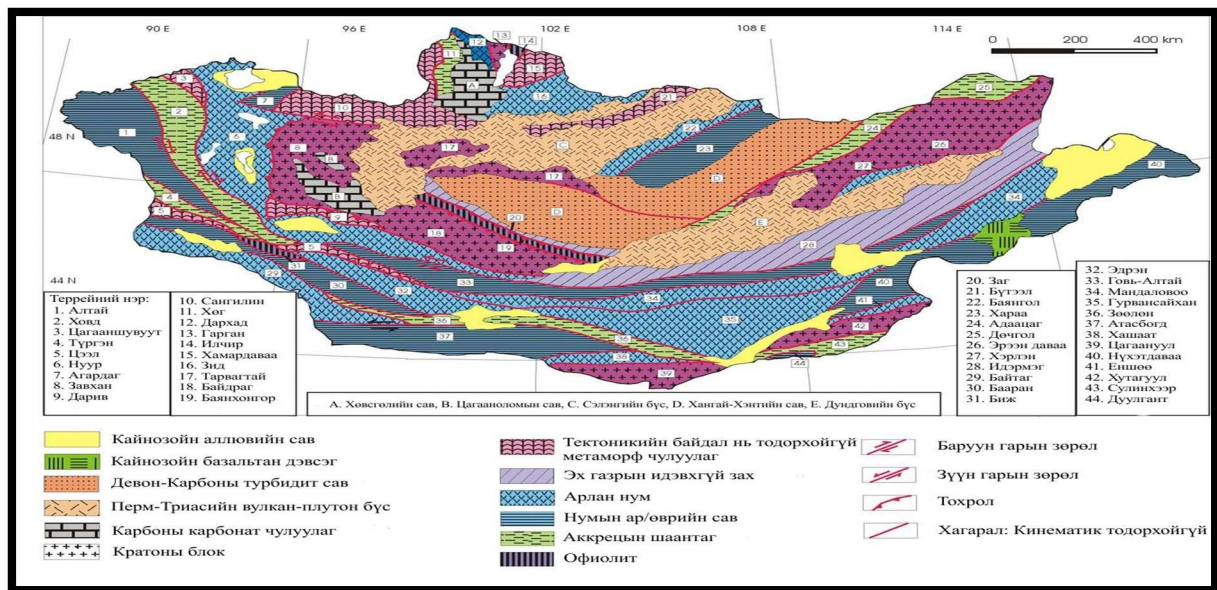 90 E 96 E 102 E 108 E 114 E
0 200 400 km
48 N
44 N
Террейний нэр:
1. Алтай
2. Ховд
3. Цагааншувуут
4. Түргэн
5. Цээл
6. Нуур
7. Агардаг
8. Завхан
9. Дарив
10. Сангилин
11. Хөг
12. Дархад
13. Гарган
14. Илчир
15. Хамардаваа
16. Зид
17. Тарвагтай
18. Байдраг
19. Баянхонгор
А. Хөвсгөлийн сав, В. Цагаанoломын сав, С. Сэлэнгийн бүс, D. Хангай-Хэнтийн сав, Е. Дундговийн бүс
20. Заг
21. Бүтээл
22. Баянгол
23. Хараа
24. Адаацаг
25. Дочгол
26. Эрээн даваа
27. Хэрлэн
28. Идэрмэг
29. Байтаг
30. Бааран
31. Биж
32. Эдрэн
33. Говь-Алтай
34. Мандаловоо
35. Гурвансайхан
36. Зөөлөн
37. Атасбогд
38. Хашаат
39. Цагаануул
40. Нүхэтдаваа
41. Еншөө
42. Хутагуул
43. Сулинхээр
44. Дуулгант
Кайнозойн аллювийн сав
Кайнозойн базальтан дэвсэг
Девон-Карбоны турбидит сав
Перм-Триасийн вулкан-плутон бүс
Карбоны карбонат чулуулаг
Кратоны блок
Тектоникийн байдал нь тодорхойгүй
метаморф чулуулаг
Эх газрын идэвхгүй зах
Арлан нум
Нумын ар/өврийн сав
Аккрецын шаантаг
Офиолит
Баруун гарын зөрөл
Зүүн гарын зөрөл
Тохрол
Хагарал: Кинематик тодорхойгүй